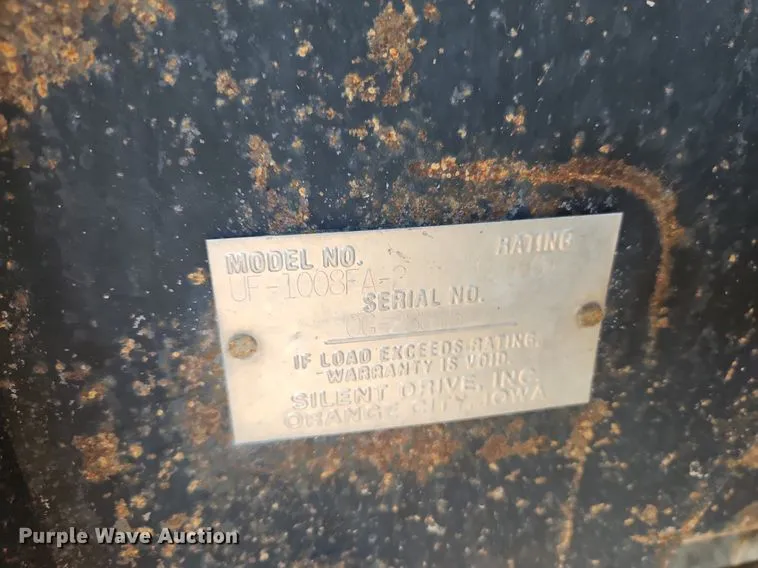 MODEL NO. RATING
UF-1008FA-2
SERIAL NO.
IF LOAD EXCEEDS RATING,
WARRANTY IS VOID.
SILENT DRIVE, INC.
ORANGE CITY, IOWA
Purple Wave Auction